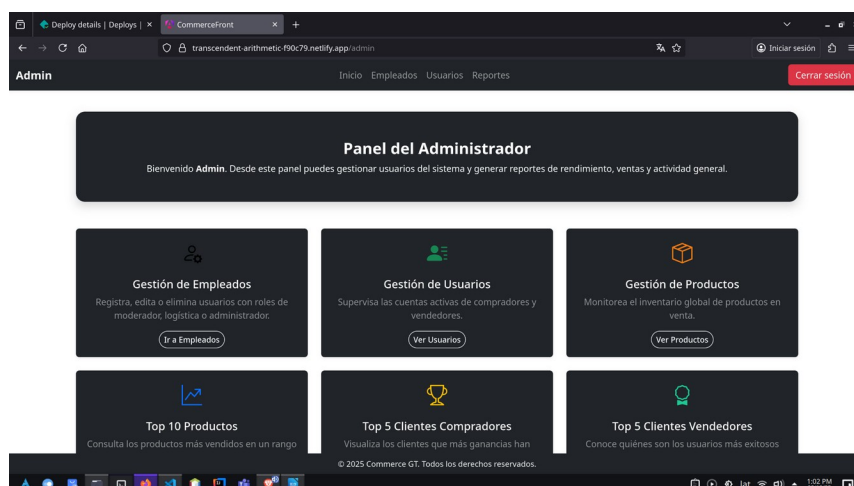 Deploy details | Deploys |
CommerceFront
transcendent-arithmetic-f90c79.netlify.app/admin
Iniciar sesión
Admin
Inicio Empleados Usuarios Reportes
Cerrar sesión
Panel del Administrador
Bienvenido Admin. Desde este panel puedes gestionar usuarios del sistema y generar reportes de rendimiento, ventas y actividad general.
Gestión de Empleados
Registra, edita o elimina usuarios con roles de
moderador, logística o administrador.
Ir a Empleados
Gestión de Usuarios
Supervisa las cuentas activas de compradores y
vendedores.
Ver Usuarios
Gestión de Productos
Monitorea el inventario global de productos en
venta.
Ver Productos
Top 10 Productos
Consulta los productos más vendidos en un rango
Top 5 Clientes Compradores
Visualiza los clientes que más ganancias han
Top 5 Clientes Vendedores
Conoce quiénes son los usuarios más exitosos
© 2025 Commerce GT. Todos los derechos reservados.
lat
1:02 PM